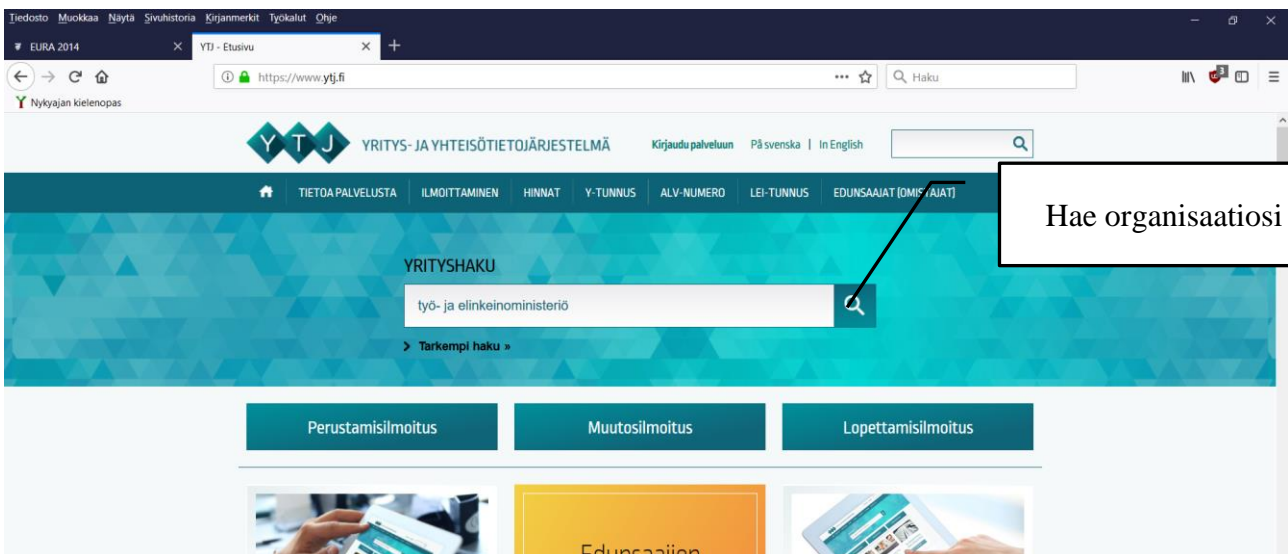 Tiedosto Muokkaa Näytä Sivuhistoria Kirjanmerkit Työkalut Ohje
EURA 2014
YTJ - Etusivu
https://www.ytj.fi
Haku
3
Nykyajan kielenopas
YTJ YRITYS- JA YHTEISÖTIETOJÄRJESTELMÄ Kirjaudu palveluun På svenska | In English
TIETOA PALVELUSTA ILMOITTAMINEN HINNAT Y-TUNNUS ALV-NUMERO LEI-TUNNUS EDUNSAAJAT (OMISTAJAT)
Hae organisaatiosi
YRITYSHAKU
työ- ja elinkeinoministeriö
Tarkempi haku »
Perustamisilmoitus Muutosilmoitus Lopettamisilmoitus
Edunsaajien